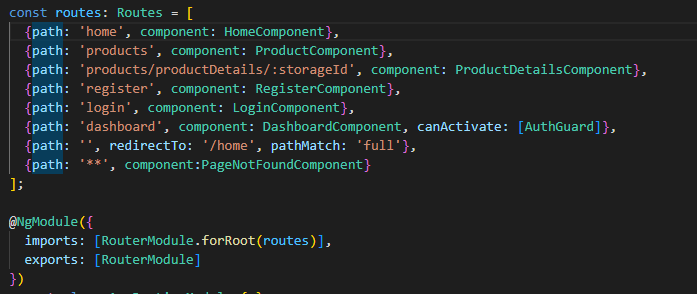 const routes: Routes = [
{path: 'home', component: HomeComponent},
{path: 'products', component: ProductComponent},
{path: 'products/productDetails/:storageId', component: ProductDetailsComponent},
{path: 'register', component: RegisterComponent},
{path: 'login', component: LoginComponent},
{path: 'dashboard', component: DashboardComponent, canActivate: [AuthGuard]},
{path: '', redirectTo: '/home', pathMatch: 'full'},
{path: '**', component:PageNotFoundComponent}
];
@NgModule({
imports: [RouterModule.forRoot(routes)],
exports: [RouterModule]
})